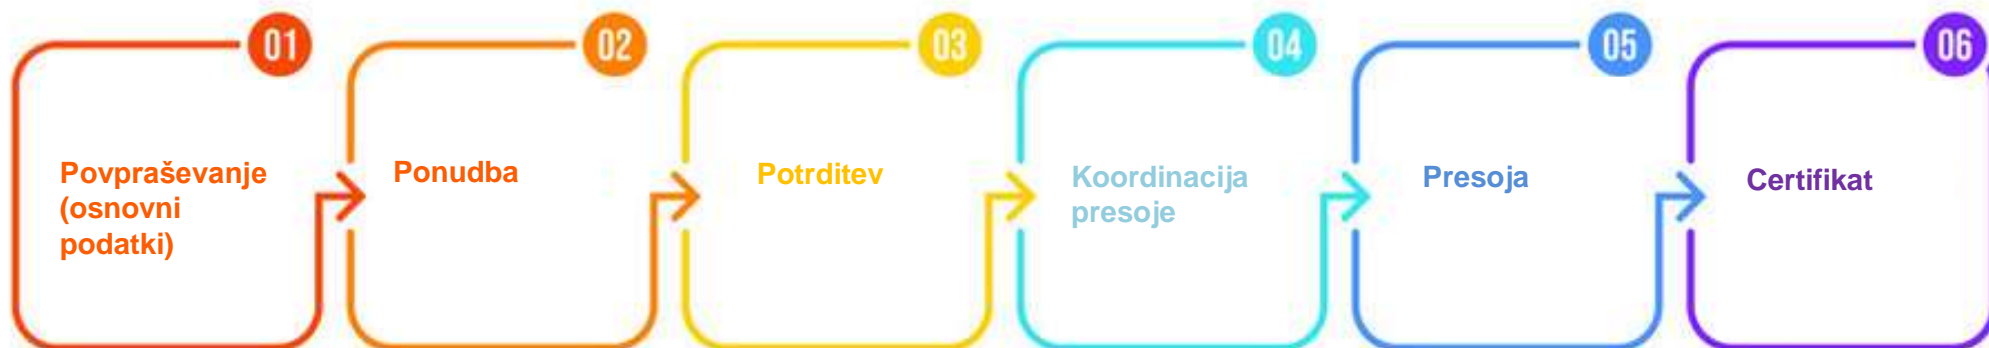 01
Povpraševanje
(osnovni
podatki)
02
Ponudba
03
Potrditev
04
Koordinacija
presoje
05
Presoja
06
Certifikat